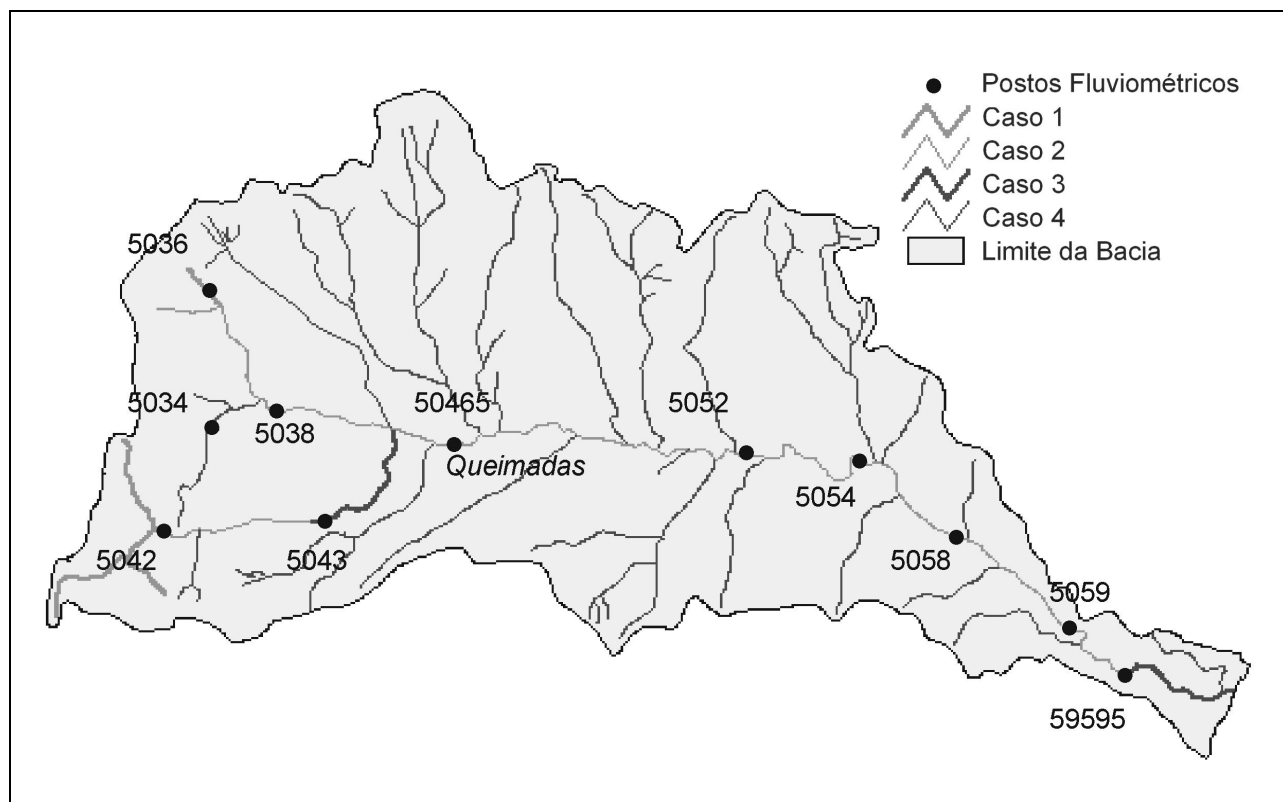 Postos Fluviométricos
Caso 1
Caso 2
Caso 3
Caso 4
Limite da Bacia
5036
5034
5038
50465
Queimadas
5052
5054
5042
5043
5058
5059
59595